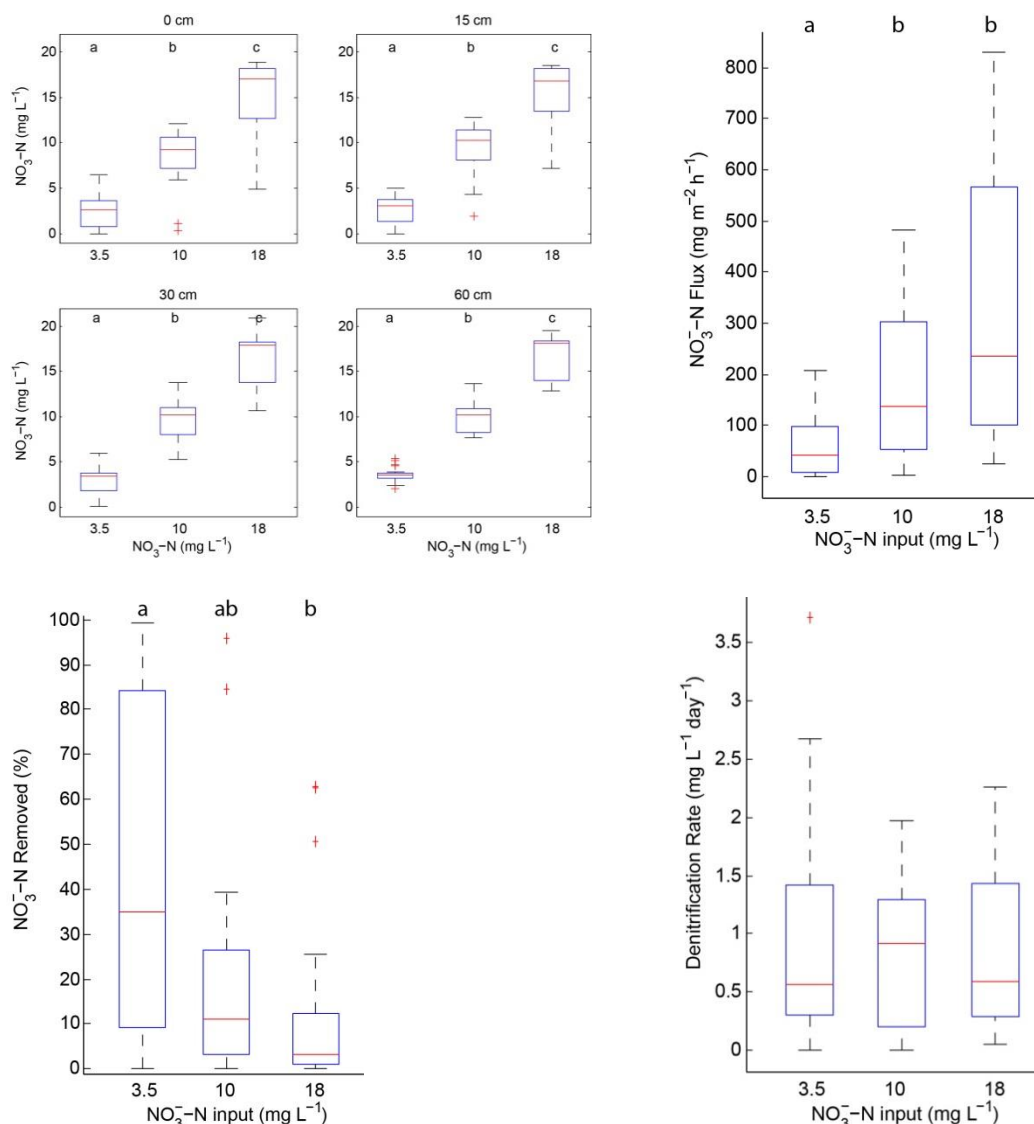 0 cm
a b c
20
15
10
5
0
NO₃−N (mg L⁻¹)
3.5 10 18
15 cm
a b c
20
15
10
5
0
3.5 10 18
30 cm
a b c
20
15
10
5
0
NO₃−N (mg L⁻¹)
3.5 10 18
NO₃−N (mg L⁻¹)
60 cm
a b c
20
15
10
5
0
3.5 10 18
NO₃−N (mg L⁻¹)
a b b
800
700
600
500
400
300
200
100
0
NO₃⁻−N Flux (mg m⁻² h⁻¹)
3.5 10 18
NO₃⁻−N input (mg L⁻¹)
a ab b
100
90
80
70
60
50
40
30
20
10
0
NO₃⁻−N Removed (%)
3.5 10 18
NO₃⁻−N input (mg L⁻¹)
3.5
3
2.5
2
1.5
1
0.5
0
Denitrification Rate (mg L⁻¹ day⁻¹)
3.5 10 18
NO₃⁻−N input (mg L⁻¹)